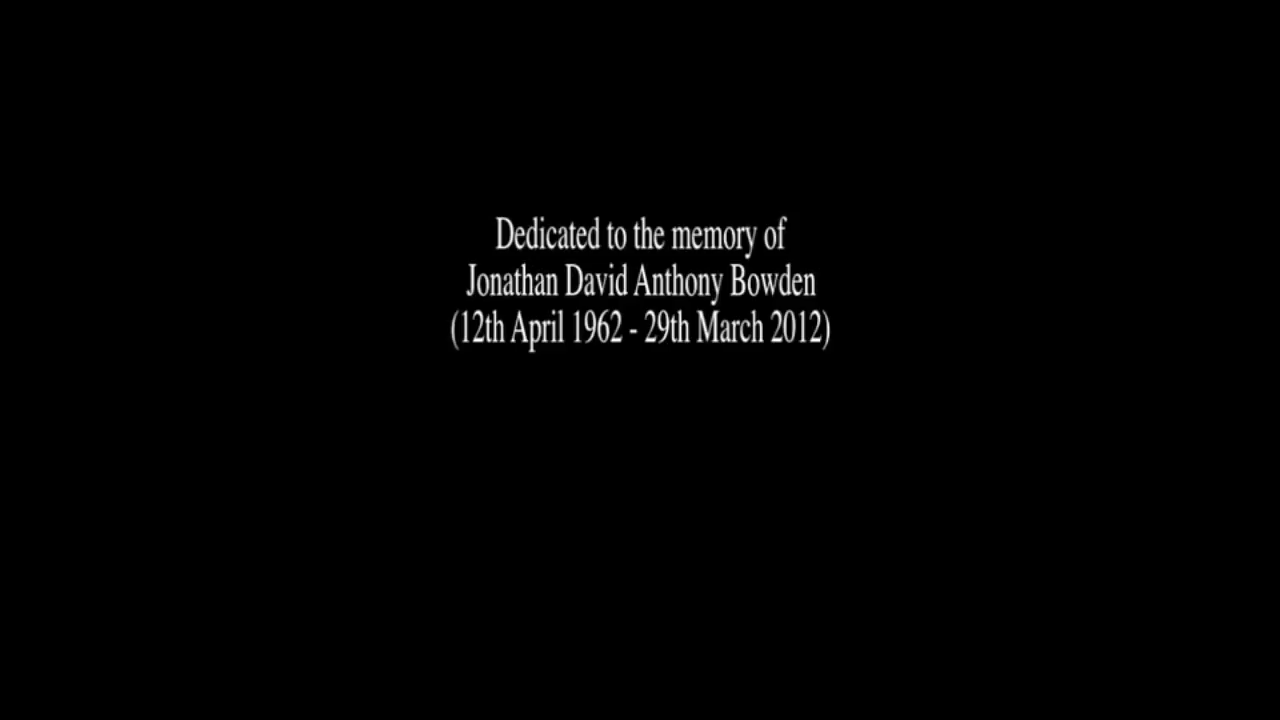 Dedicated to the memory of
Jonathan David Anthony Bowden
(12th April 1962 - 29th March 2012)